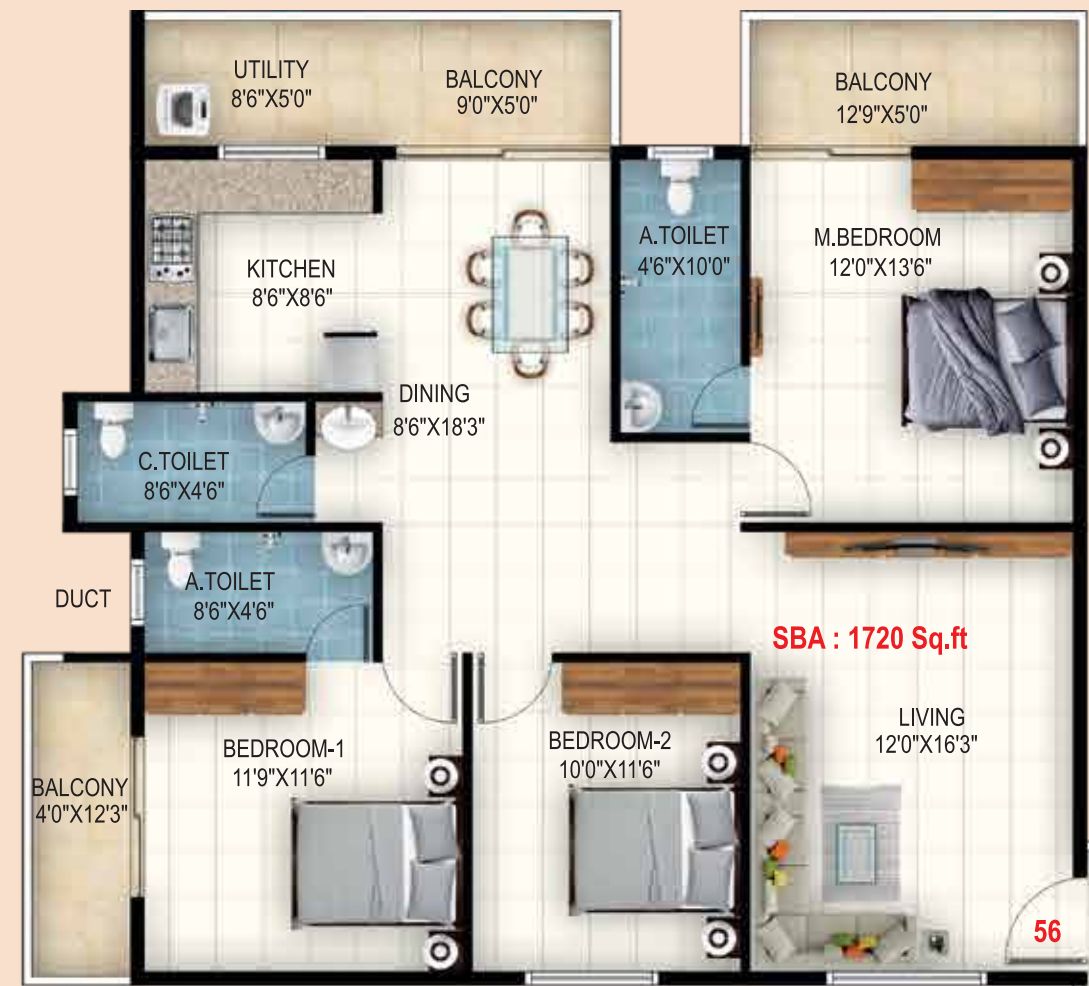 UTILITY
8'6"X5'0"
BALCONY
9'0"X5'0"
BALCONY
12'9"X5'0"
KITCHEN
8'6"X8'6"
A.TOILET
4'6"X10'0"
M.BEDROOM
12'0"X13'6"
DINING
8'6"X18'3"
C.TOILET
8'6"X4'6"
A.TOILET
8'6"X4'6"
DUCT
SBA : 1720 Sq.ft
LIVING
12'0"X16'3"
BEDROOM-1
11'9"X11'6"
BEDROOM-2
10'0"X11'6"
BALCONY
4'0"X12'3"
56